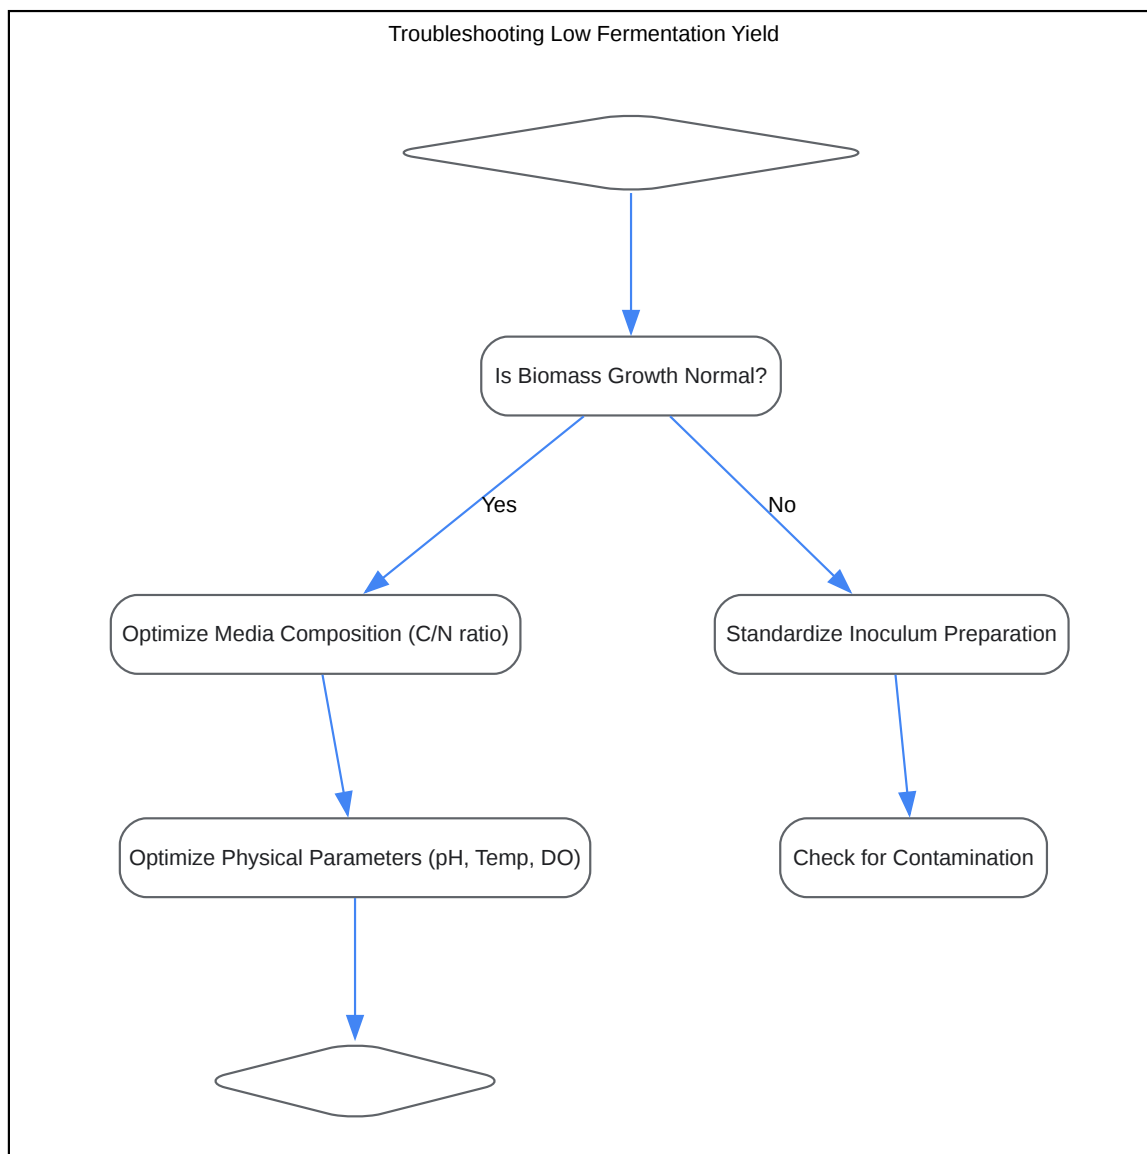 Troubleshooting Low Fermentation Yield
Is Biomass Growth Normal?
Yes
No
Optimize Media Composition (C/N ratio)
Standardize Inoculum Preparation
Optimize Physical Parameters (pH, Temp, DO)
Check for Contamination